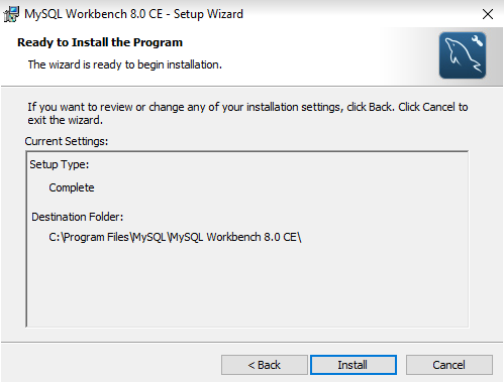 MySQL Workbench 8.0 CE - Setup Wizard
Ready to Install the Program
The wizard is ready to begin installation.
If you want to review or change any of your installation settings, click Back. Click Cancel to
exit the wizard.
Current Settings:
Setup Type:
Complete
Destination Folder:
C:\Program Files\MySQL\MySQL Workbench 8.0 CE\
< Back
Install
Cancel